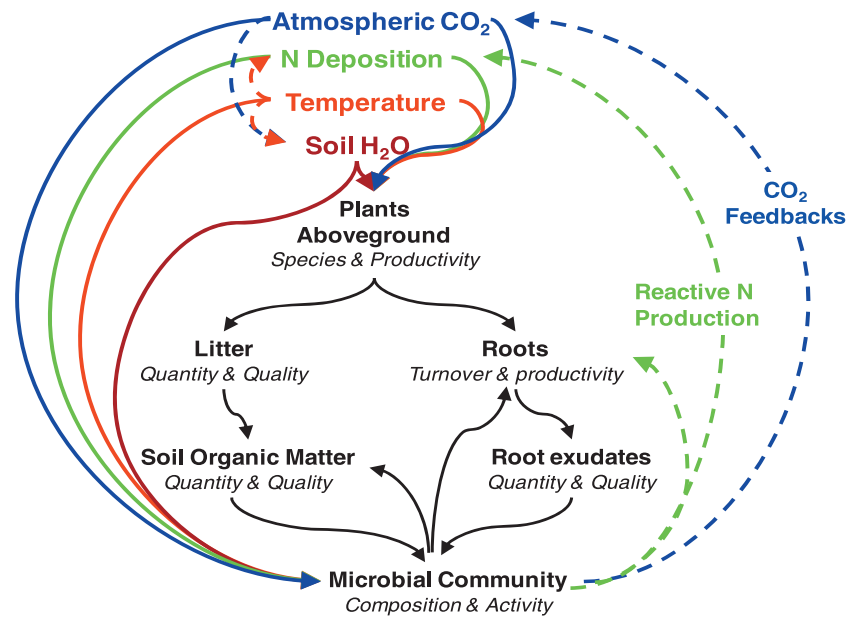 Atmospheric CO₂
N Deposition
Temperature
Soil H₂O
Plants
Aboveground
Species & Productivity
CO₂
Feedbacks
Reactive N
Production
Litter
Quantity & Quality
Roots
Turnover & productivity
Soil Organic Matter
Quantity & Quality
Root exudates
Quantity & Quality
Microbial Community
Composition & Activity